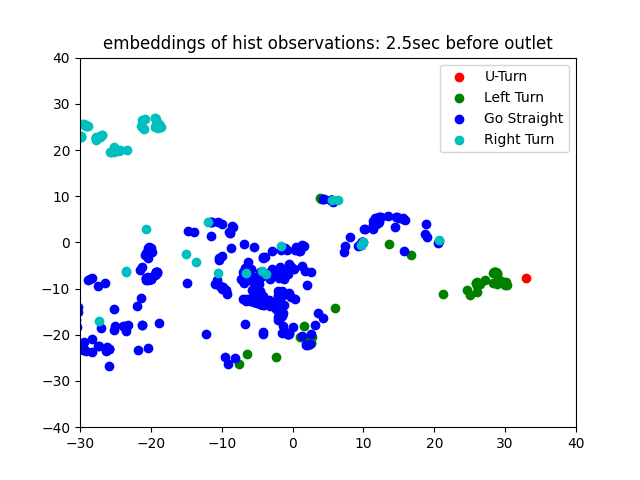 embeddings of hist observations: 2.5sec before outlet
U-Turn
Left Turn
Go Straight
Right Turn
40
30
20
10
0
−10
−20
−30
−40
−30 −20 −10 0 10 20 30 40